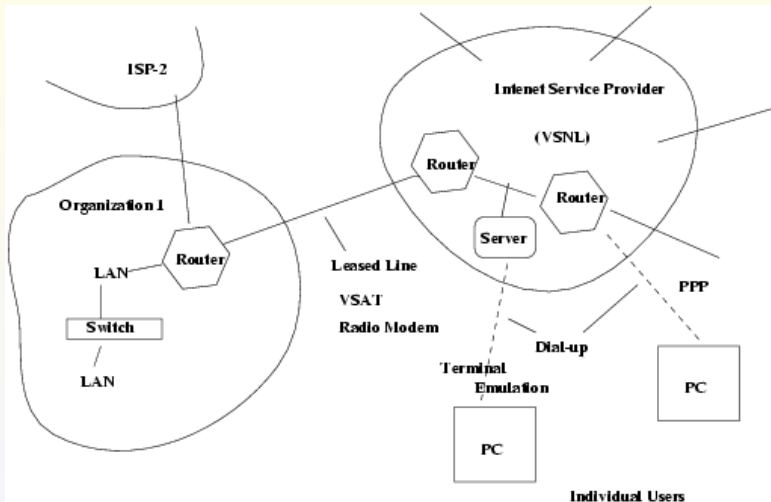 ISP-2
Intenet Service Provider
(VSNL)
Router
Router
Organization 1
Server
Router
LAN
Leased Line
PPP
VSAT
Switch
Radio Modem
Dial-up
Terminal
Emulation
LAN
PC
PC
Individual Users